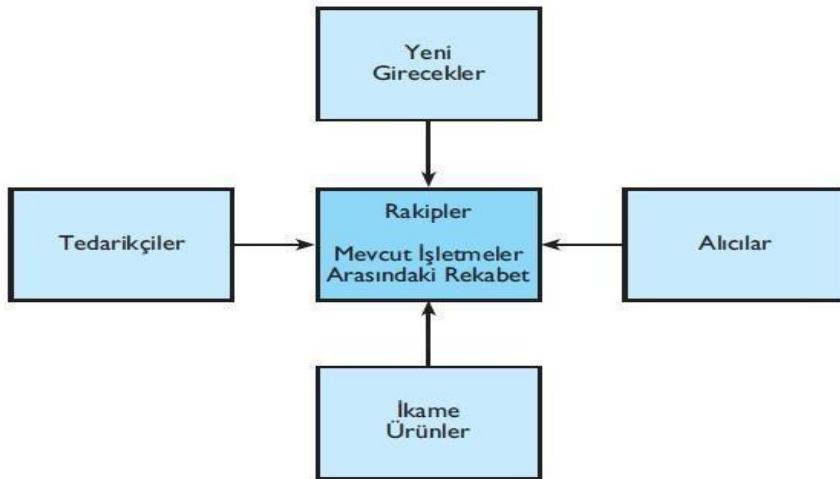 Yeni
Girecekler
Tedarikçiler
Rakipler
Mevcut İşletmeler
Arasındaki Rekabet
Alıcılar
İkame
Ürünler